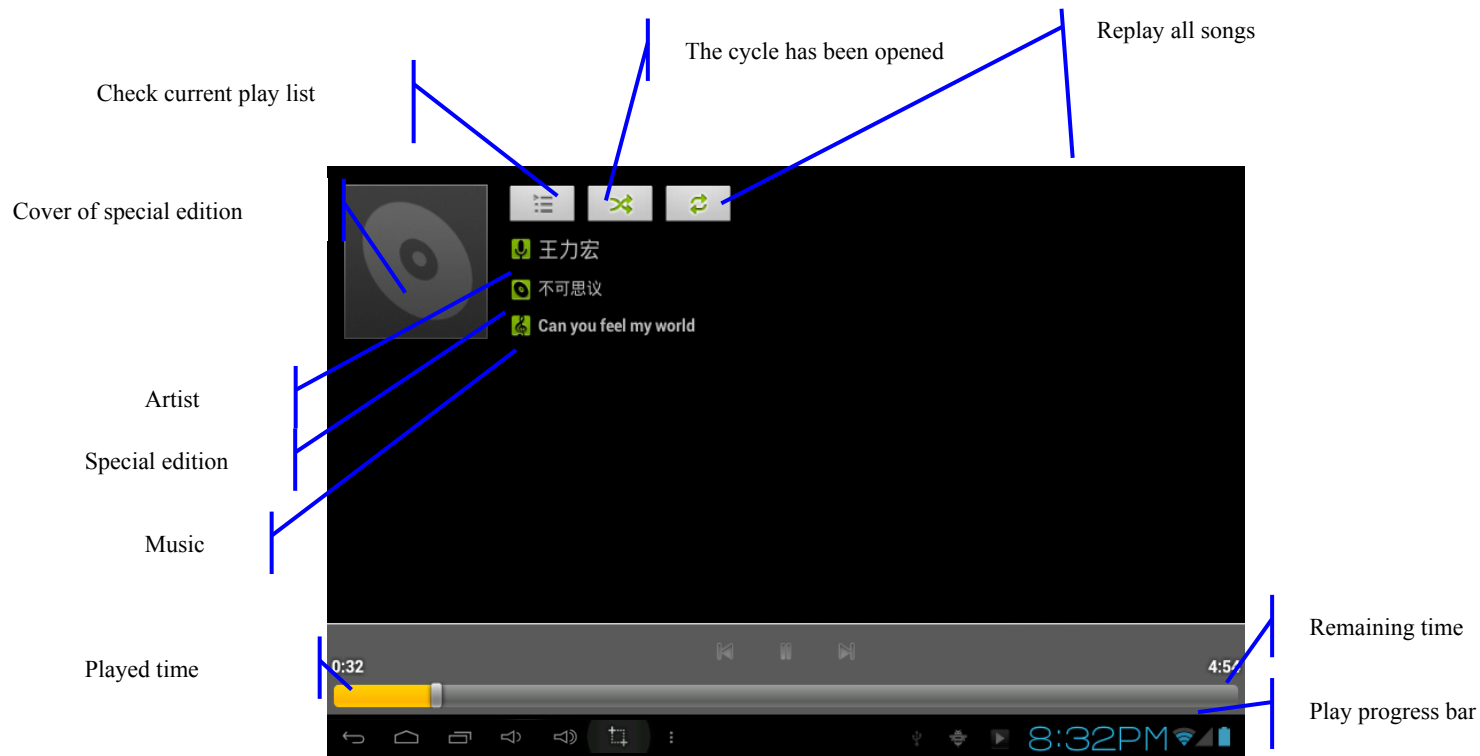 Replay all songs
The cycle has been opened
Check current play list
Cover of special edition
王力宏
不可思议
Can you feel my world
Artist
Special edition
Music
Remaining time
Played time
0:32
4:54
Play progress bar
8:32PM